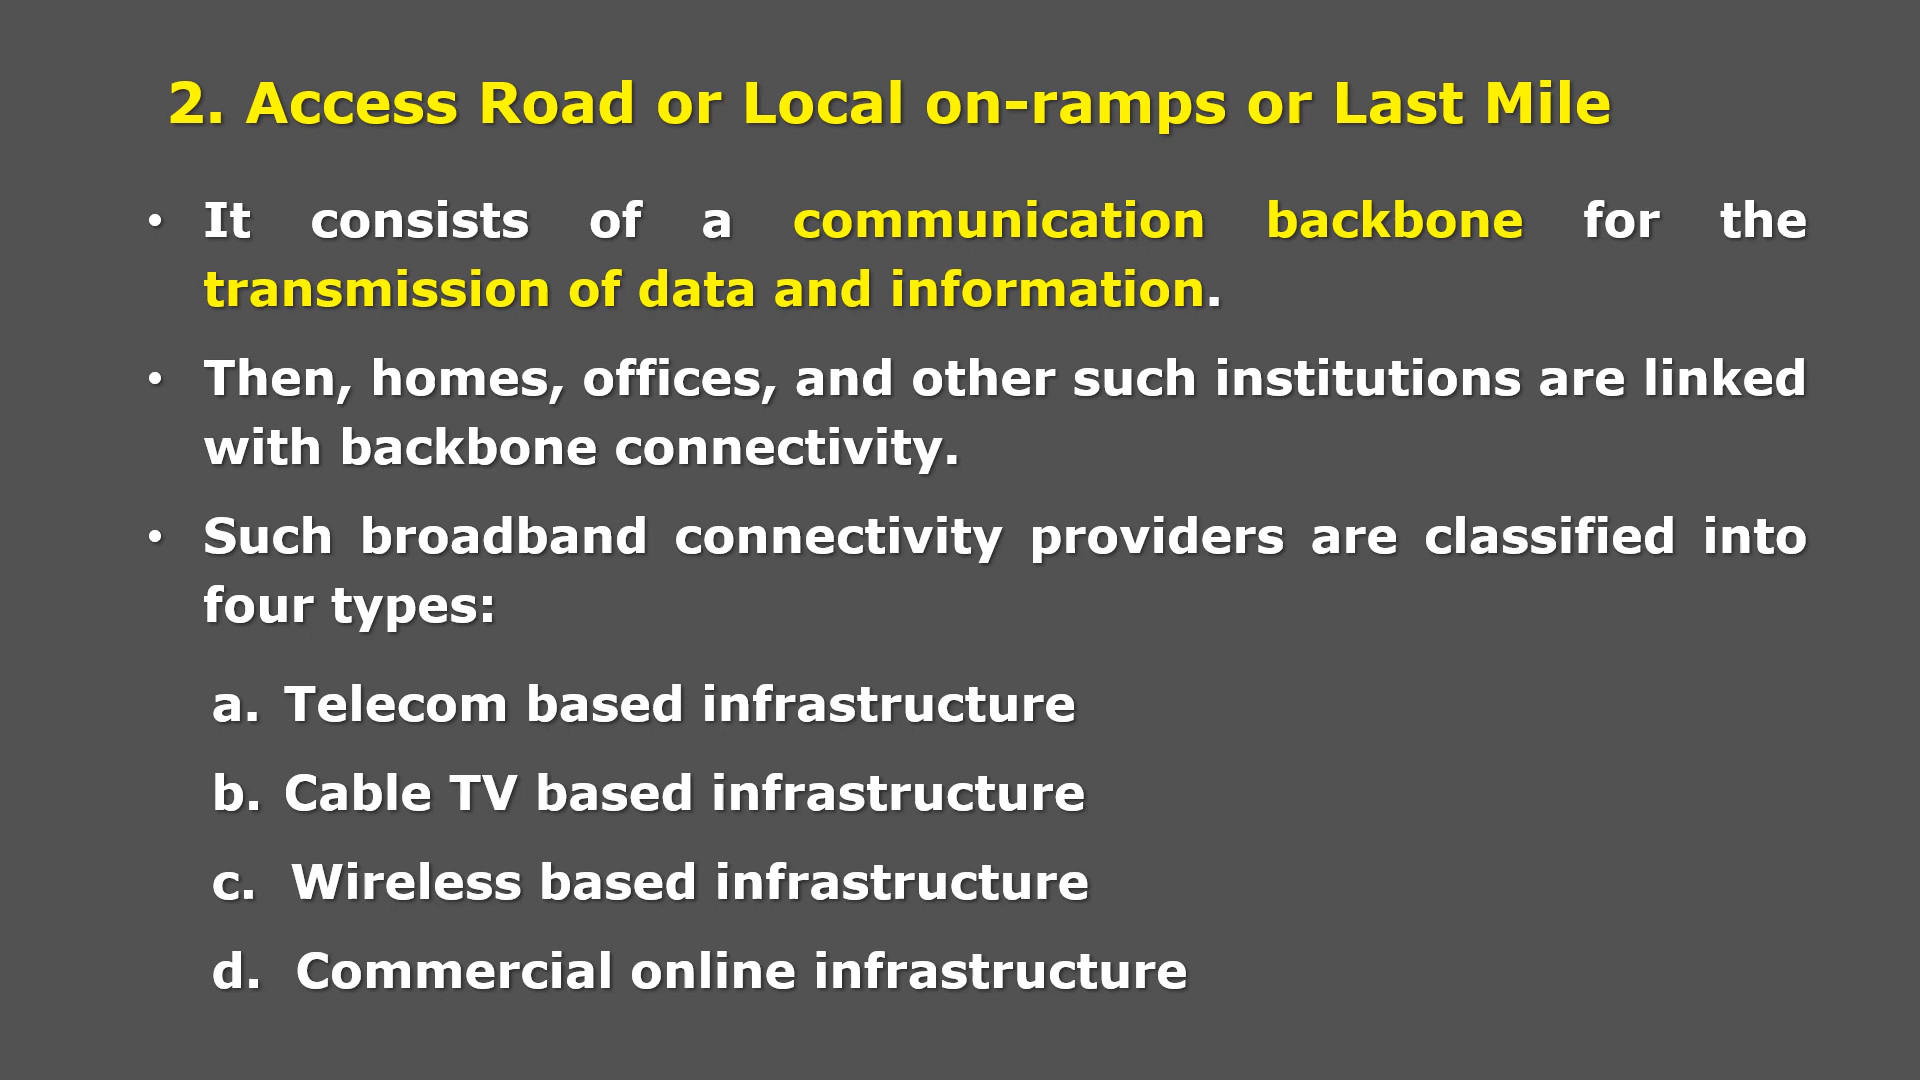 2. Access Road or Local on-ramps or Last Mile
• It consists of a communication backbone for the
transmission of data and information.
• Then, homes, offices, and other such institutions are linked
with backbone connectivity.
• Such broadband connectivity providers are classified into
four types:
a. Telecom based infrastructure
b. Cable TV based infrastructure
c. Wireless based infrastructure
d. Commercial online infrastructure